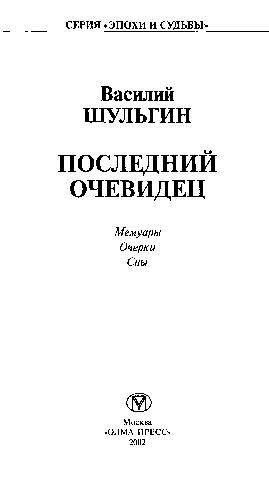 СЕРИЯ «ЭПОХИ И СУДЬБЫ»
Василий
ШУЛЬГИН
ПОСЛЕДНИЙ
ОЧЕВИДЕЦ
Мемуары
Очерки
Сны
Москва
«ОЛМА-ПРЕСС»
2002